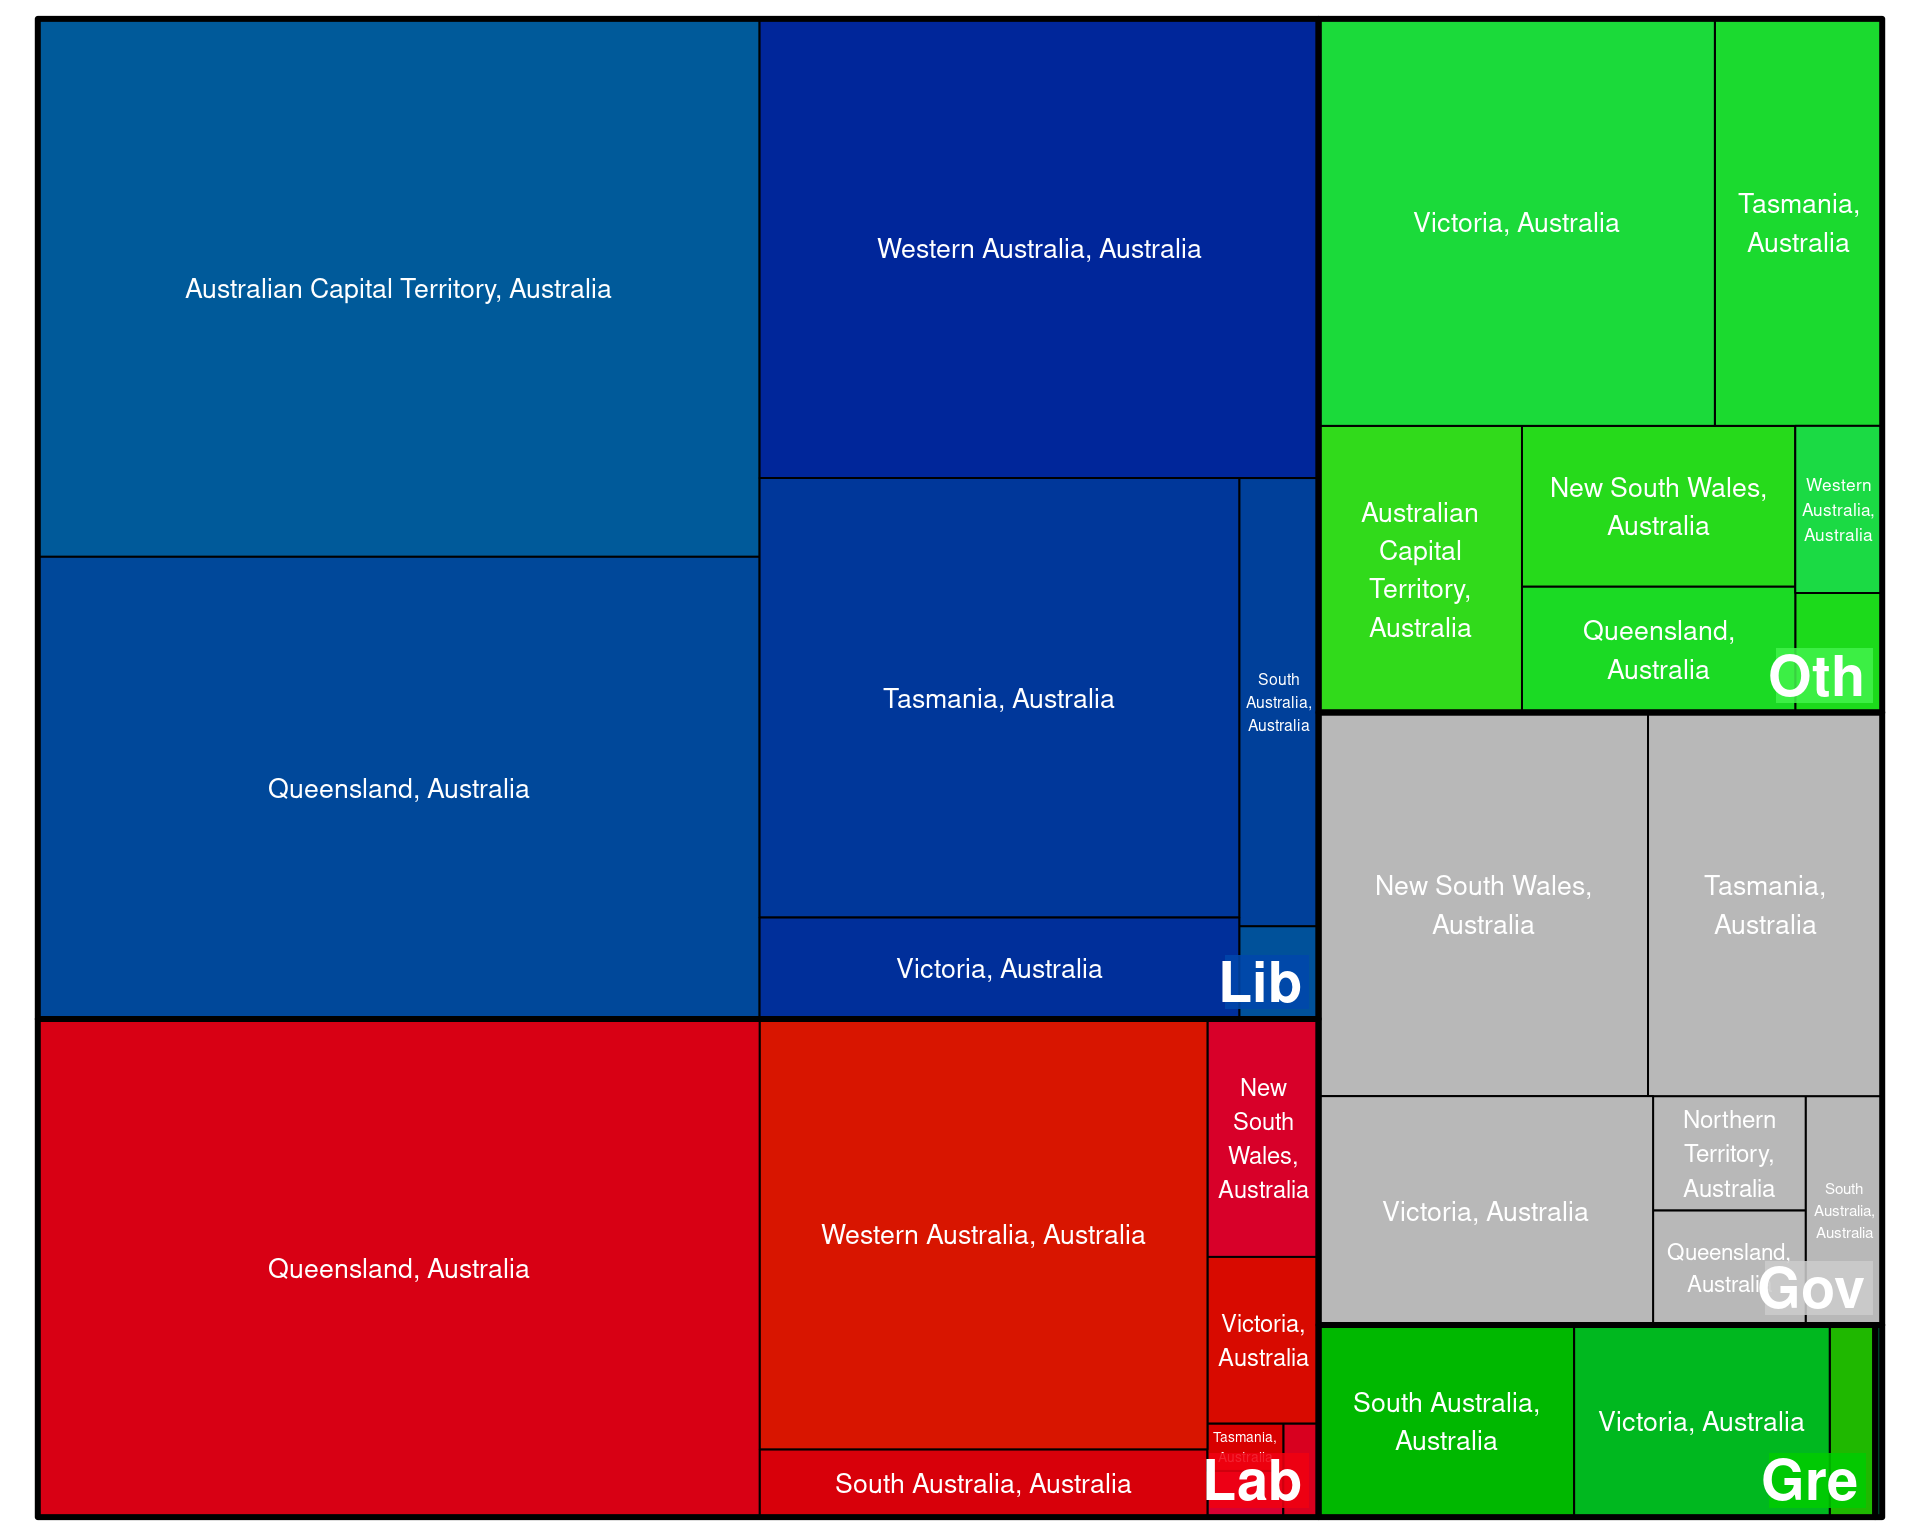 Australian Capital Territory, Australia
Queensland, Australia
Western Australia, Australia
Tasmania, Australia
South
Australia,
Australia
Victoria, Australia
Lib
Queensland, Australia
Western Australia, Australia
South Australia, Australia
New
South
Wales,
Australia
Victoria,
Australia
Tasmania,
Australia
Lab
Victoria, Australia
Tasmania,
Australia
Australian
Capital
Territory,
Australia
New South Wales,
Australia
Queensland,
Australia
Western
Australia,
Australia
Oth
New South Wales,
Australia
Tasmania,
Australia
Victoria, Australia
Northern
Territory,
Australia
Queensland,
Australia
South
Australia,
Australia
Gov
South Australia,
Australia
Victoria, Australia
Gre